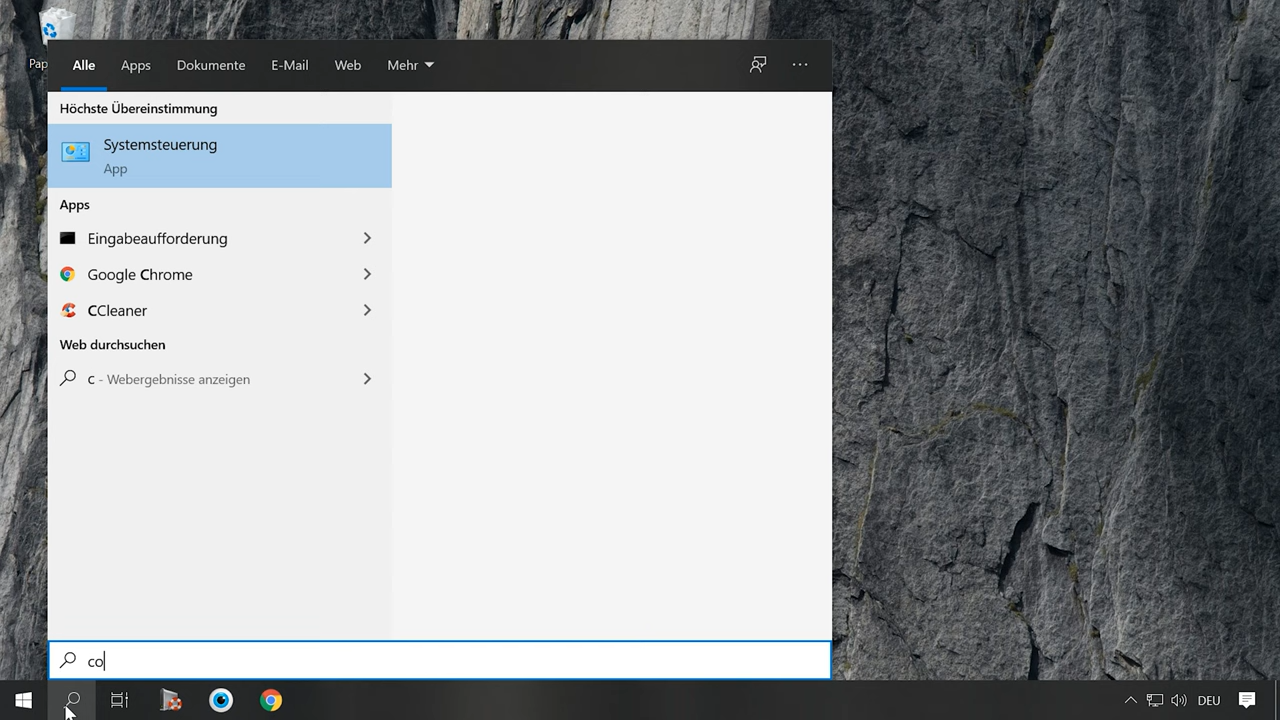 Pap
Alle Apps Dokumente E-Mail Web Mehr
Höchste Übereinstimmung
Systemsteuerung
App
Apps
Eingabeaufforderung
Google Chrome
CCleaner
Web durchsuchen
c - Webergebnisse anzeigen
co
DEU